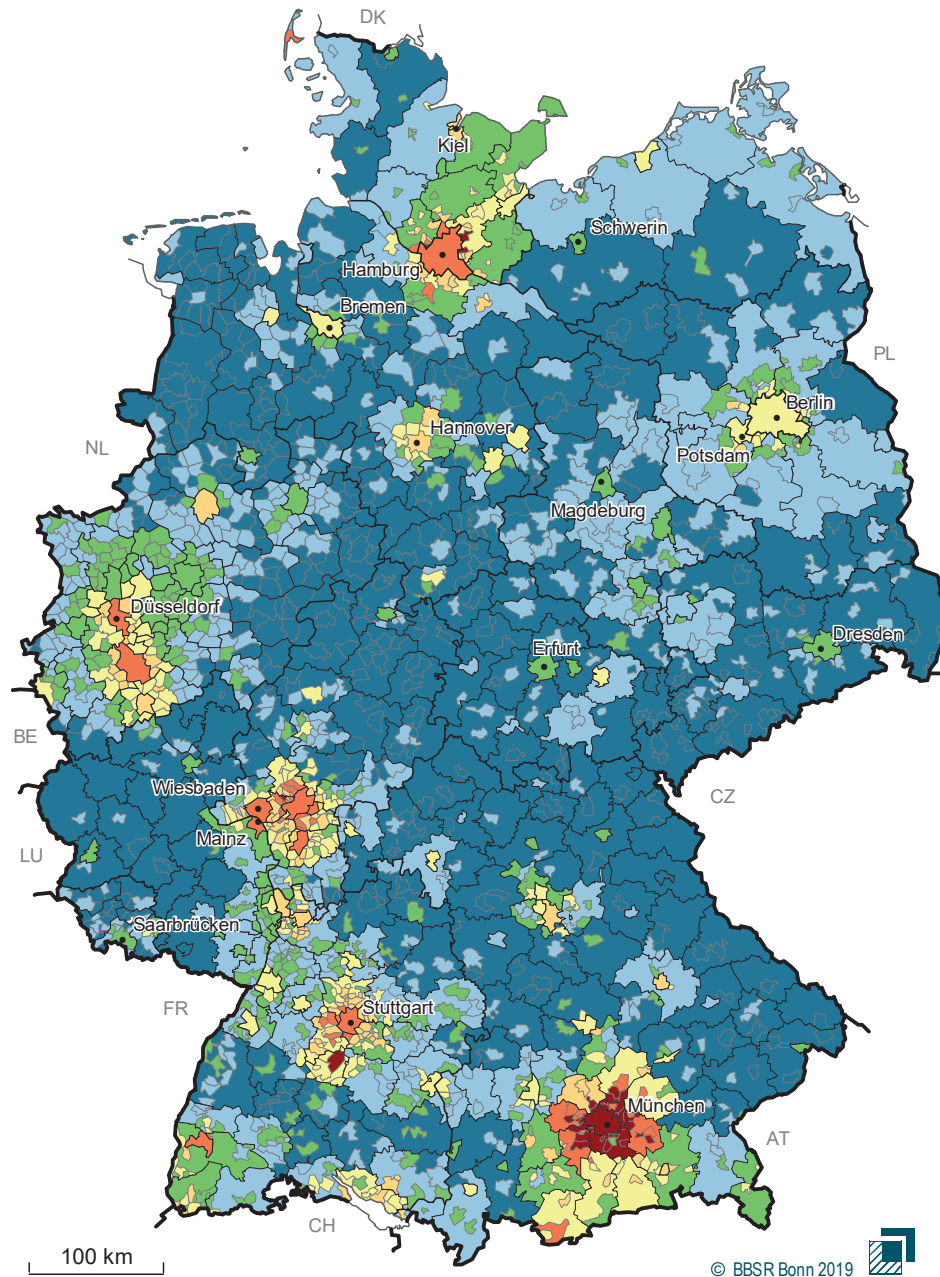 DK
Kiel
Schwerin
Hamburg
Bremen
PL
Berlin
Hannover
NL
Potsdam
Magdeburg
Düsseldorf
Dresden
Erfurt
BE
Wiesbaden
CZ
Mainz
LU
Saarbrücken
FR
Stuttgart
München
AT
CH
100 km
© BBSR Bonn 2019